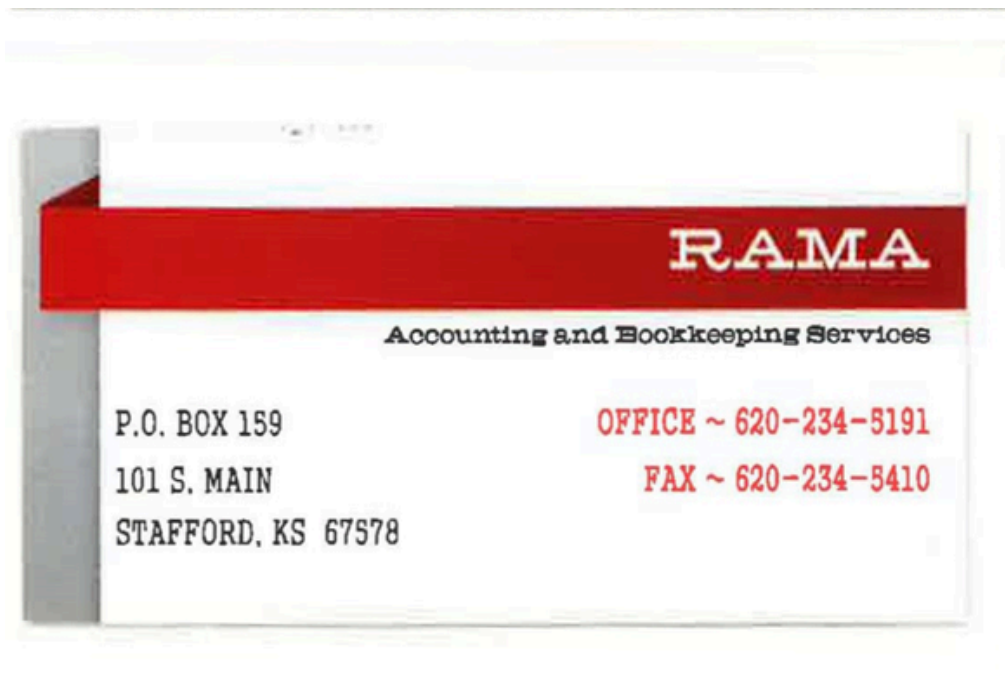 RAMA
Accounting and Bookkeeping Services
P.O. BOX 159
101 S. MAIN
STAFFORD, KS 67578
OFFICE ~ 620-234-5191
FAX ~ 620-234-5410